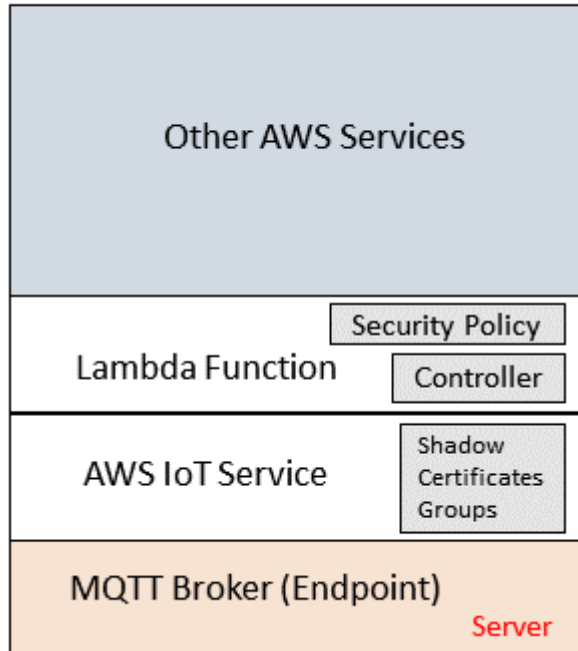 Other AWS Services
Security Policy
Lambda Function
Controller
AWS IoT Service
Shadow
Certificates
Groups
MQTT Broker (Endpoint)
Server